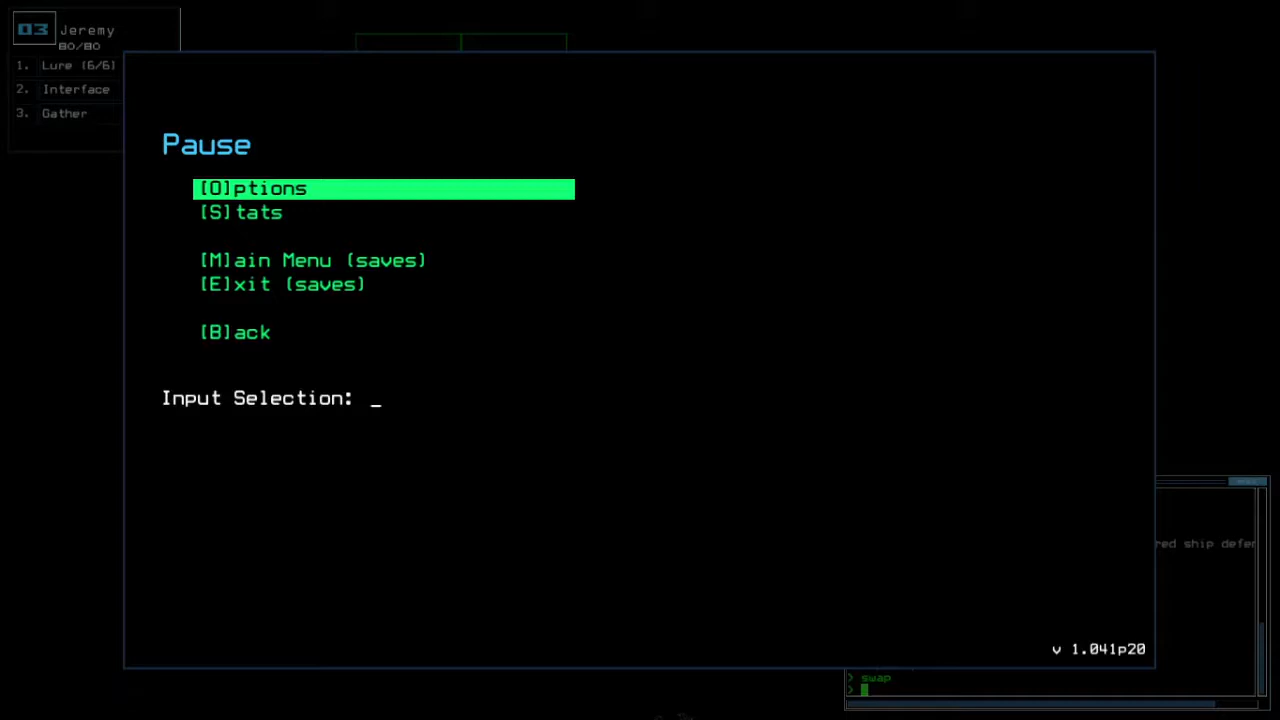 03 Jeremy
80/80
1. Lure (6/6)
2. Interface
3. Gather
Pause
[O]ptions
[S]tats
[M]ain Menu (saves)
[E]xit (saves)
[B]ack
Input Selection: _
red ship defen
v 1.041p20
> swap
>